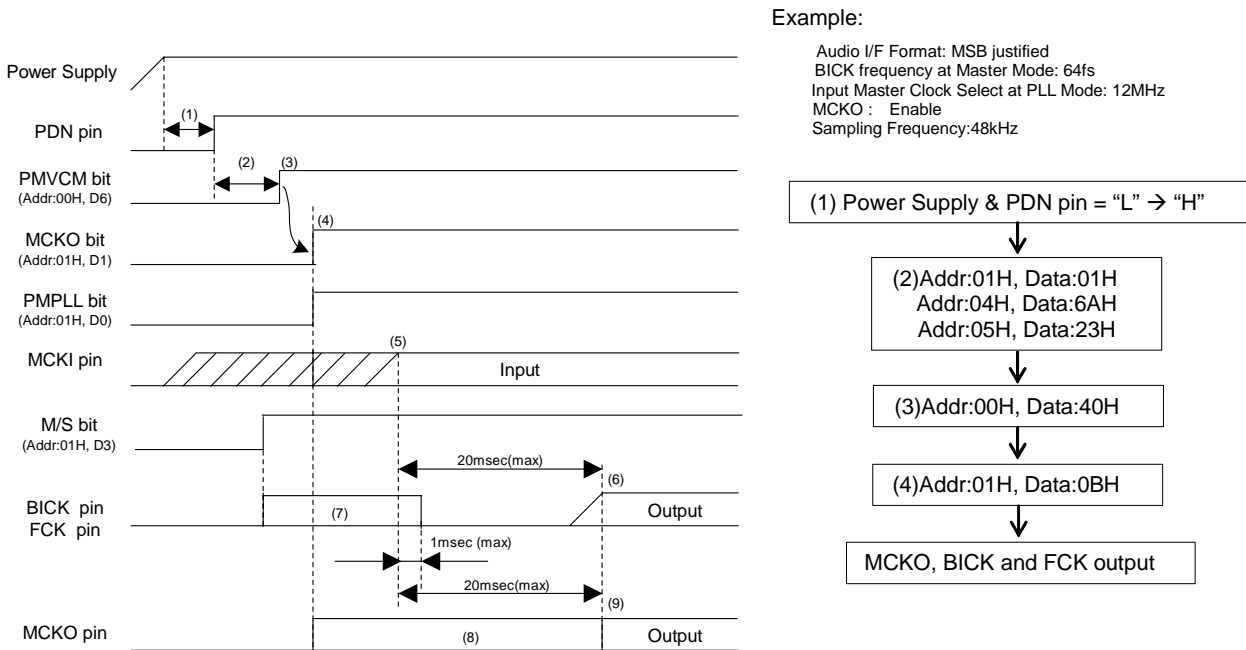 Power Supply
(1)
PDN pin
(2)
(3)
PMVCM bit
(Addr:00H, D6)
(4)
MCKO bit
(Addr:01H, D1)
PMPLL bit
(Addr:01H, D0)
(5)
MCKI pin
Input
M/S bit
(Addr:01H, D3)
20msec(max)
(6)
BICK pin
FCK pin
(7)
Output
1msec (max)
20msec(max)
(9)
MCKO pin
(8)
Output
Example:
Audio I/F Format: MSB justified
BICK frequency at Master Mode: 64fs
Input Master Clock Select at PLL Mode: 12MHz
MCKO : Enable
Sampling Frequency:48kHz
(1) Power Supply & PDN pin = “L” → “H”
(2)Addr:01H, Data:01H
Addr:04H, Data:6AH
Addr:05H, Data:23H
(3)Addr:00H, Data:40H
(4)Addr:01H, Data:0BH
MCKO, BICK and FCK output